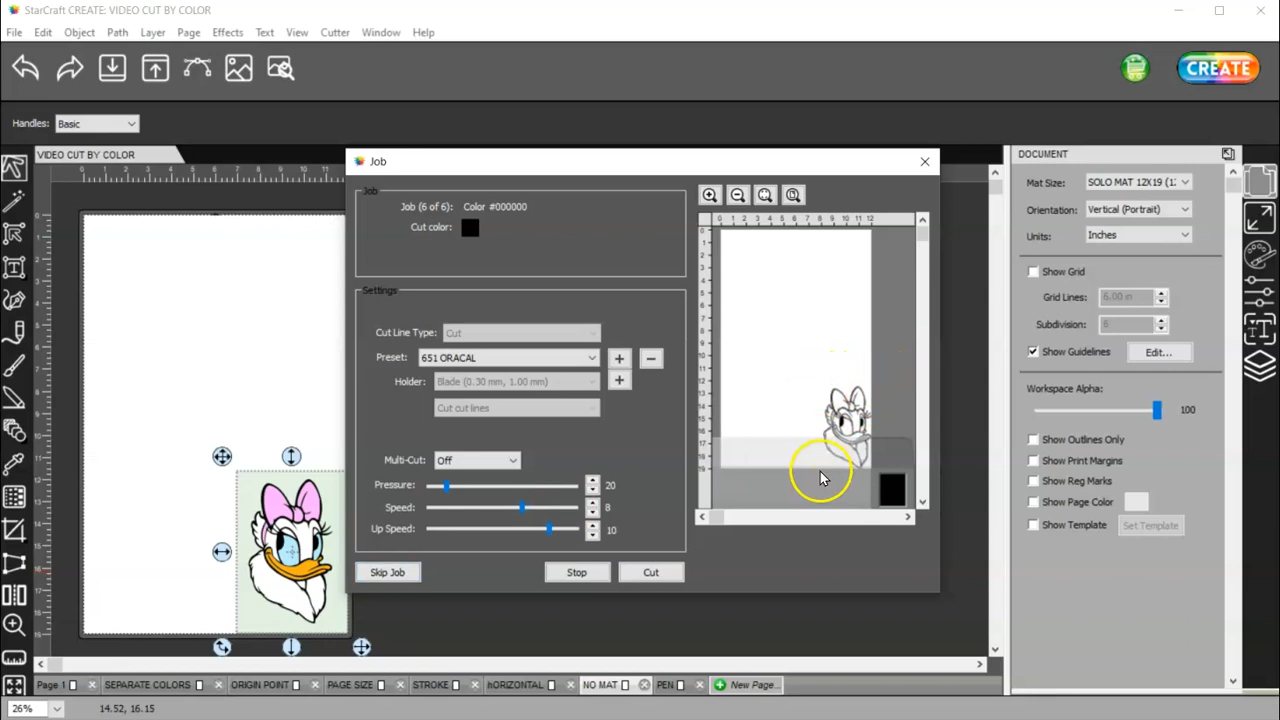 StarCraft CREATE: VIDEO CUT BY COLOR
File Edit Object Path Layer Page Effects Text View Cutter Window Help
CREATE
Handles: Basic
VIDEO CUT BY COLOR
Job
Job
Job (6 of 6): Color #000000
Cut color:
Settings
Cut Line Type: Cut
Preset: 651 ORACAL
Holder: Blade (0.30 mm, 1.00 mm)
Cut cut lines
Multi-Cut: Off
Pressure: 20
Speed: 8
Up Speed: 10
Skip Job Stop Cut
DOCUMENT
Mat Size: SOLO MAT 12X19 (1
Orientation: Vertical (Portrait)
Units: Inches
Show Grid
Grid Lines: 6.00 in
Subdivision: 6
Show Guidelines Edit...
Workspace Alpha:
100
Show Outlines Only
Show Print Margins
Show Reg Marks
Show Page Color
Show Template Set Template
Page 1 SEPARATE COLORS ORIGIN POINT PAGE SIZE STROKE hORIZONTAL NO MAT PEN New Page...
26% 14.52, 16.15